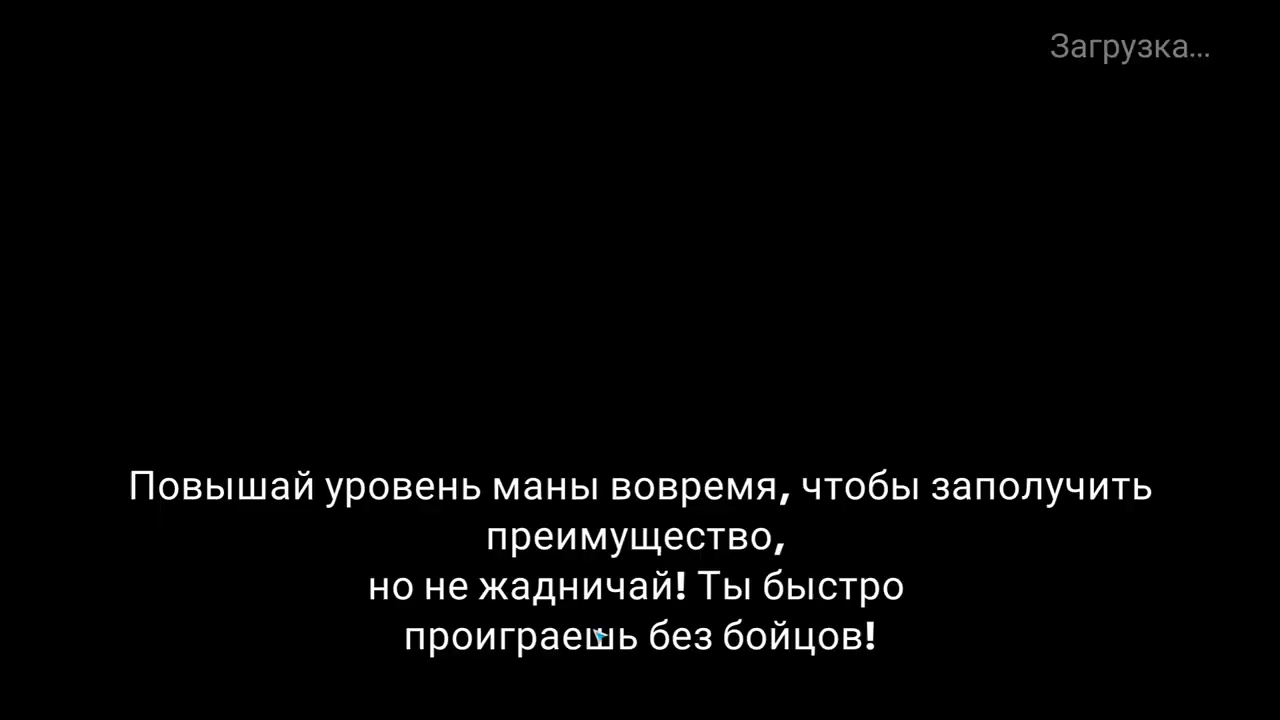 Загрузка...
Повышай уровень маны вовремя, чтобы заполучить
преимущество,
но не жадничай! Ты быстро
проиграешь без бойцов!